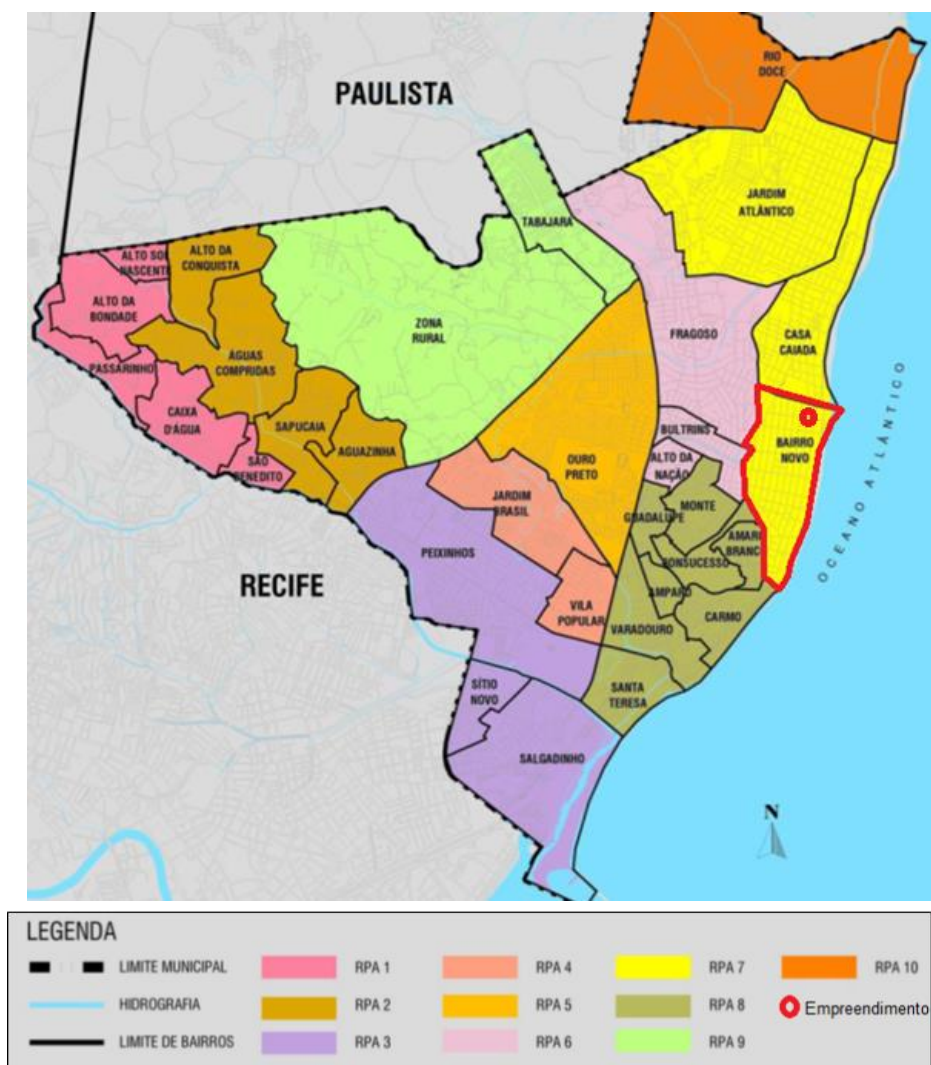 RIO
DOCE
PAULISTA
JARDIM
ATLÂNTICO
TABAJARA
ALTO SOL
NASCENTE
ALTO DA
CONQUISTA
ALTO DA
BONDADE
ZONA
RURAL
FRAGOSO
CASA
CAIADA
ÁGUAS
COMPRIDAS
PASSARINHO
CAIXA
D'ÁGUA
SAPUCAIA
AGUAZINHA
SÃO
BENEDITO
BULTRINS
BAIRRO
NOVO
OURO
PRETO
ALTO DA
NAÇÃO
JARDIM
BRASIL
MONTE
GUADALUPE
AMARO
BRANCO
BONSUCESSO
OCEANO ATLÂNTICO
PEIXINHOS
RECIFE
AMPARO
VILA
POPULAR
VARADOURO
CARMO
SÍTIO
NOVO
SANTA
TERESA
SALGADINHO
N
LEGENDA
LIMITE MUNICIPAL
HIDROGRAFIA
LIMITE DE BAIRROS
RPA 1
RPA 2
RPA 3
RPA 4
RPA 5
RPA 6
RPA 7
RPA 8
RPA 9
RPA 10
Empreendimento